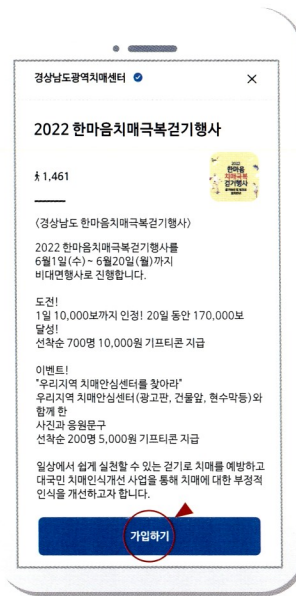 경상남도광역치매센터
2022 한마음치매극복걷기행사
1,461
2022
한마음
치매극복
걷기행사
<경상남도 한마음치매극복걷기행사>
2022 한마음치매극복걷기행사를
6월1일(수)~ 6월20일(월)까지
비대면행사로 진행합니다.
도전!
1일 10,000보까지 인정! 20일 동안 170,000보
달성!
선착순 700명 10,000원 기프티콘 지급
이벤트!
"우리지역 치매안심센터를 찾아라"
우리지역 치매안심센터(광고판, 건물앞, 현수막등)와
함께 한
사진과 응원문구
선착순 200명 5,000원 기프티콘 지급
일상에서 쉽게 실천할 수 있는 걷기로 치매를 예방하고
대국민 치매인식개선 사업을 통해 치매에 대한 부정적
인식을 개선하고자 합니다.
가입하기